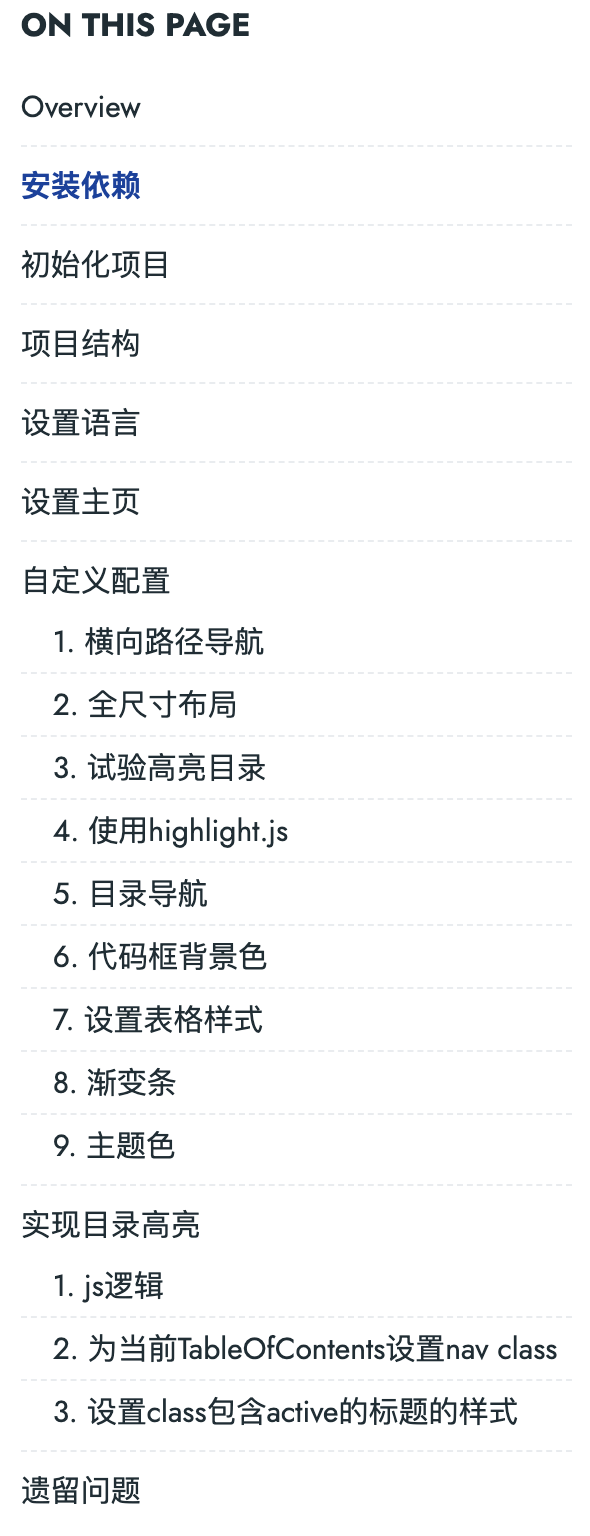 ON THIS PAGE
Overview
安装依赖
初始化项目
项目结构
设置语言
设置主页
自定义配置
1. 横向路径导航
2. 全尺寸布局
3. 试验高亮目录
4. 使用highlight.js
5. 目录导航
6. 代码框背景色
7. 设置表格样式
8. 渐变条
9. 主题色
实现目录高亮
1. js逻辑
2. 为当前TableOfContents设置nav class
3. 设置class包含active的标题的样式
遗留问题